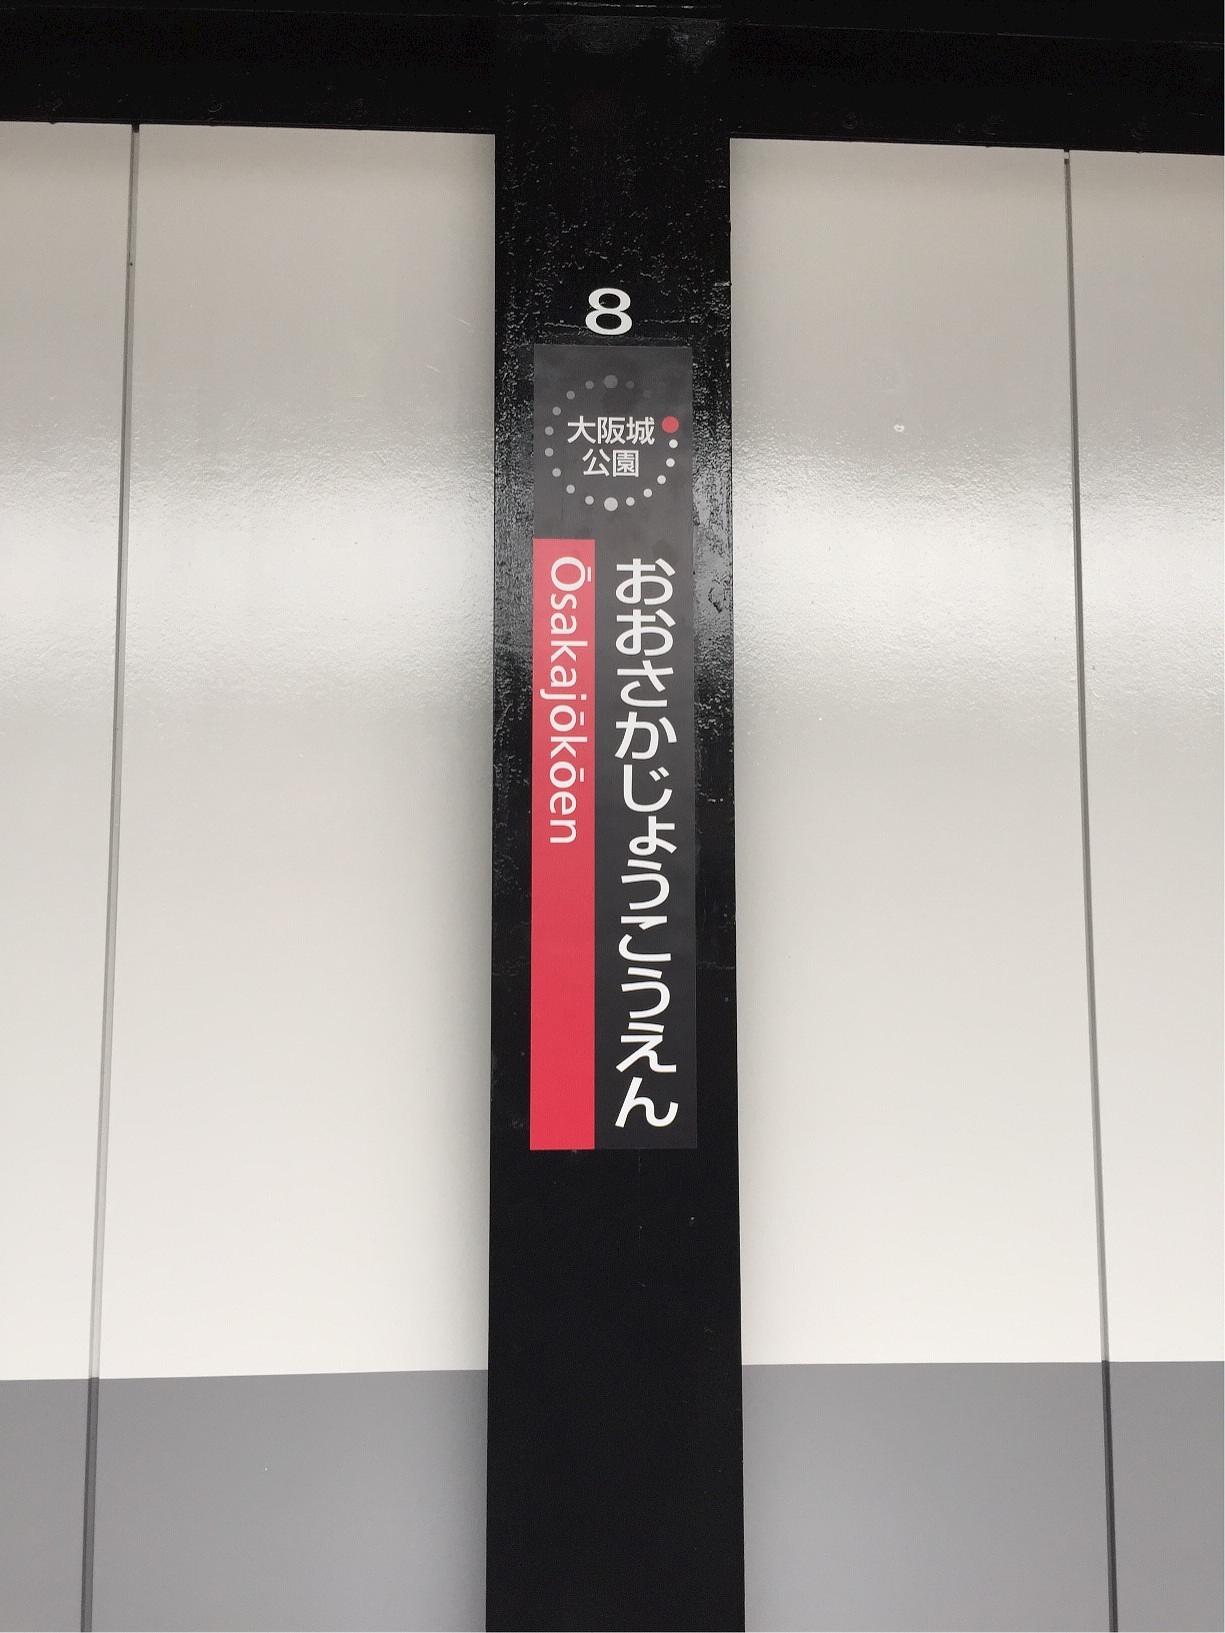 8
大阪城
公園
おおさかじょうこうえん
Ōsakajōkōen